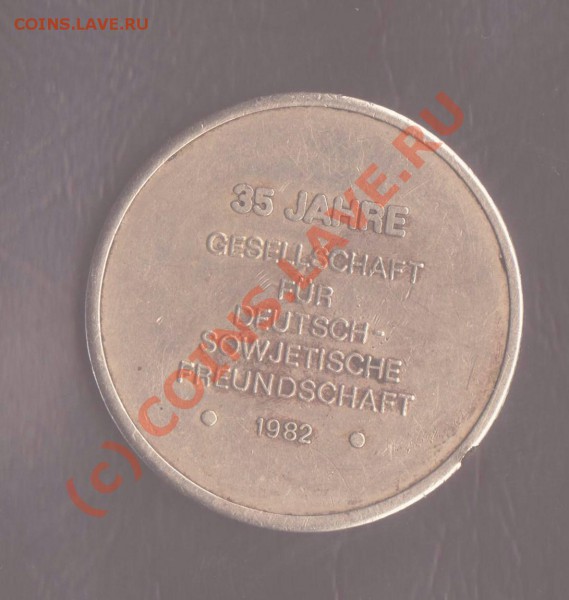 COINS.LAVE.RU
35 JAHRE
GESELLSCHAFT
FÜR
DEUTSCH-
SOWJETISCHE
FREUNDSCHAFT
• 1982 •
(c) COINS.LAVE.RU